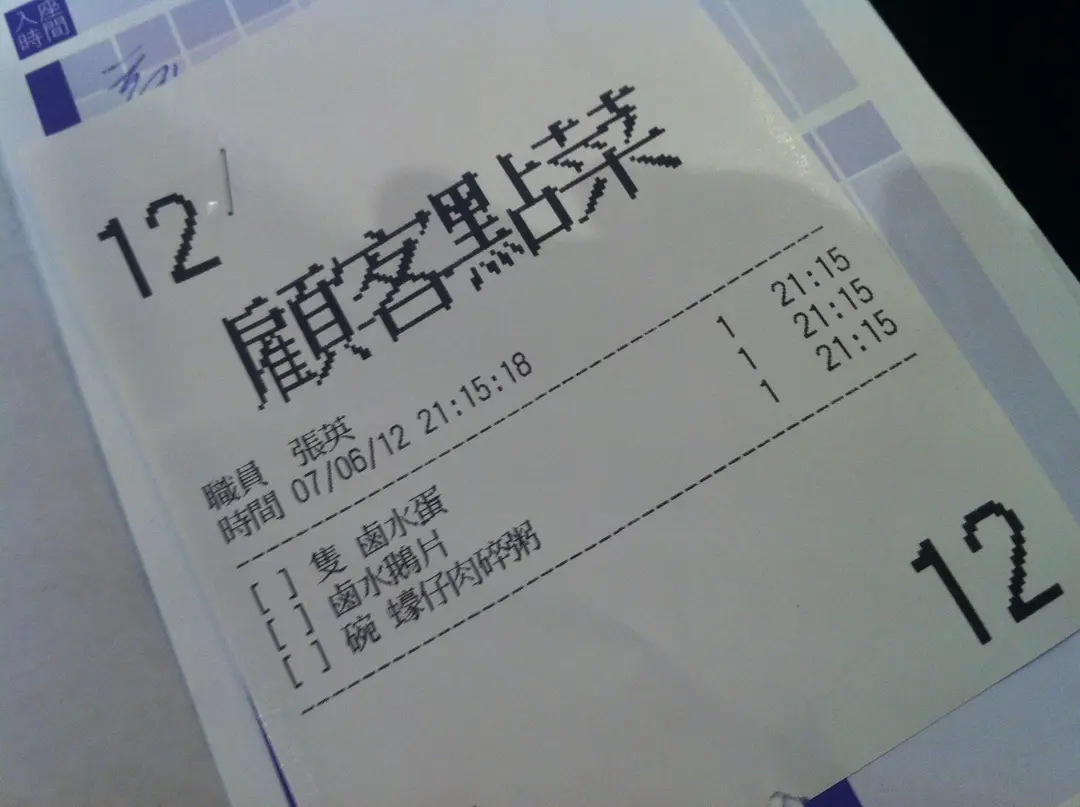 入座
時間
12/
顧客點菜
職員 張英
時間 07/06/12 21:15:18
[ ] 隻 鹵水蛋 1 21:15
[ ] 鹵水鵝片 1 21:15
[ ] 碗 蠔仔肉碎粥 1 21:15
12